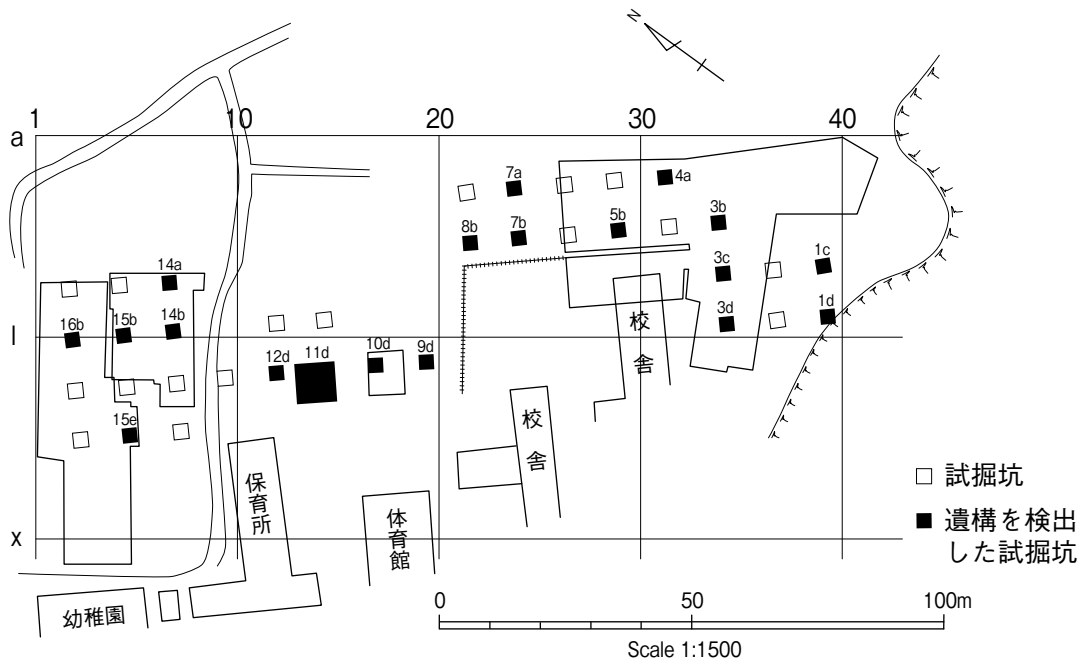 N
1 10 20 30 40
a
7a 4a
8b 7b 5b 3b
14a 3c 1c
16b 15b 14b 3d 1d
l
12d 11d 10d 9d
校舎
校舎
15e
保育所
体育館
x
幼稚園
試掘坑
遺構を検出
した試掘坑
0 50 100m
Scale 1:1500